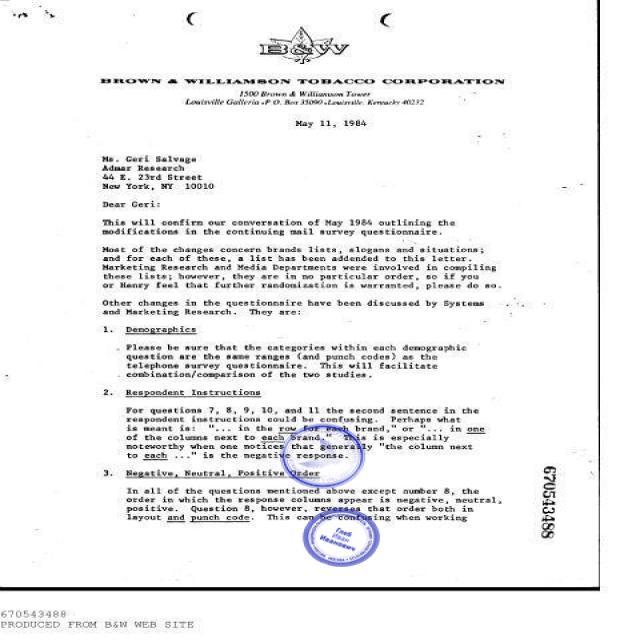 B&W
BROWN & WILLIAMSON TOBACCO CORPORATION
1500 Brown & Williamson Tower
Louisville Galleria • P.O. Box 35090 • Louisville, Kentucky 40232
May 11, 1984
Ms. Geri Salvage
Admar Research
44 E. 23rd Street
New York, NY 10010
Dear Geri:
This will confirm our conversation of May 1984 outlining the
modifications in the continuing mail survey questionnaire.
Most of the changes concern brands lists, slogans and situations;
and for each of these, a list has been addended to this letter.
Marketing Research and Media Departments were involved in compiling
these lists; however, they are in no particular order, so if you
or Henry feel that further randomization is warranted, please do so.
Other changes in the questionnaire have been discussed by Systems
and Marketing Research. They are:
1. Demographics
Please be sure that the categories within each demographic
question are the same ranges (and punch codes) as the
telephone survey questionnaire. This will facilitate
combination/comparison of the two studies.
2. Respondent Instructions
For questions 7, 8, 9, 10, and 11 the second sentence in the
respondent instructions could be confusing. Perhaps what
is meant is: "... in the row for each brand," or "... in one
of the columns next to each brand." This is especially
noteworthy when one notices that generally "the column next
to each ..." is the negative response.
3. Negative, Neutral, Positive Order
In all of the questions mentioned above except number 8, the
order in which the response columns appear is negative, neutral,
positive. Question 8, however, reverses that order both in
layout and punch code. This can be confusing when working
Глеб
Иван
Иванович
670543488
670543488
PRODUCED FROM B&W WEB SITE